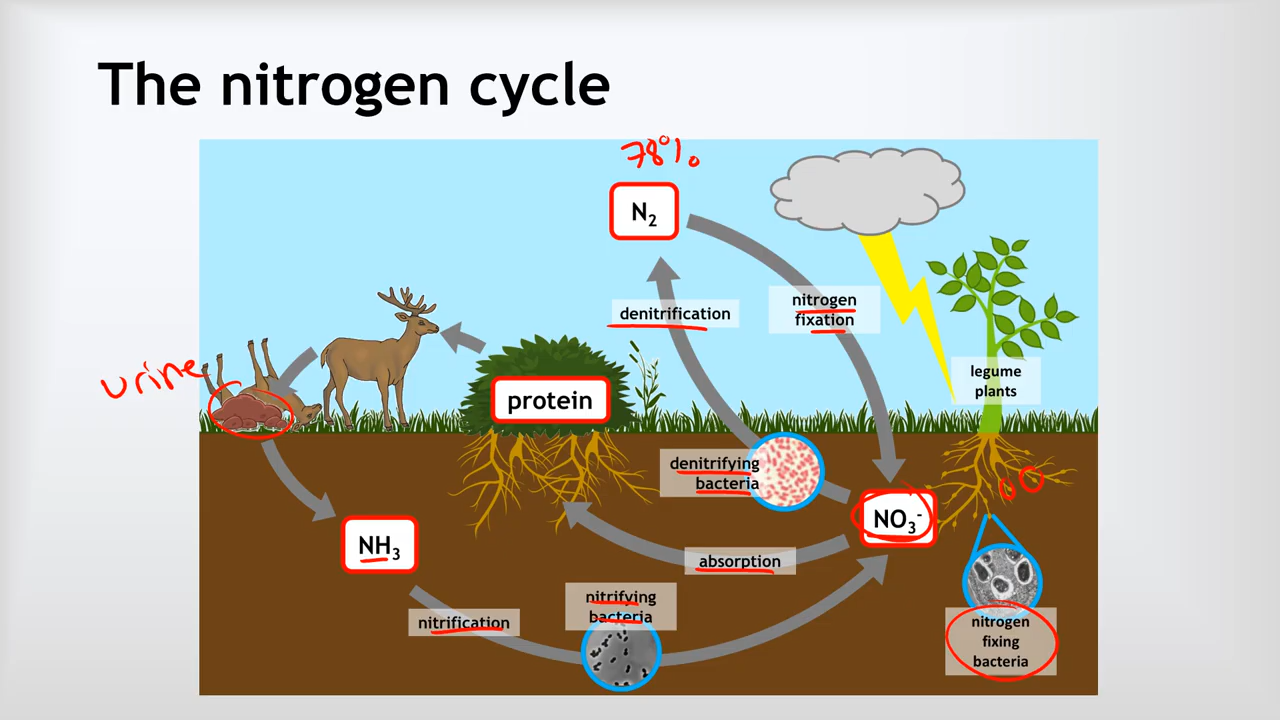 The nitrogen cycle
78%
N₂
denitrification
nitrogen
fixation
urine
protein
legume
plants
denitrifying
bacteria
NO₃⁻
NH₃
absorption
nitrifying
bacteria
nitrification
nitrogen
fixing
bacteria